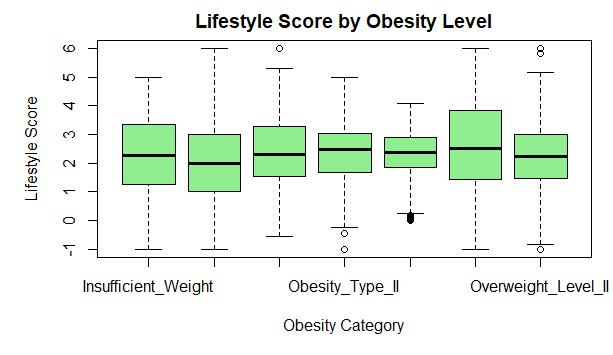 Lifestyle Score by Obesity Level
Lifestyle Score
6
5
4
3
2
1
0
-1
Insufficient_Weight
Obesity_Type_II
Overweight_Level_II
Obesity Category